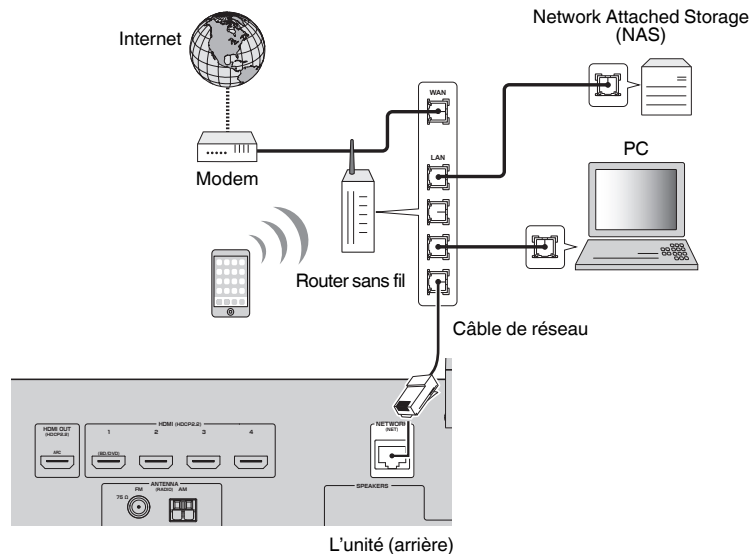 Network Attached Storage
(NAS)
Internet
WAN
PC
LAN
Modem
Router sans fil
Câble de réseau
HDMI OUT
(HDCP2.2)
ARC
HDMI (HDCP2.2)
1 2 3 4
(BD/DVD)
NETWORK
(NET)
ANTENNA
(RADIO)
FM AM
75 Ω
SPEAKERS
L'unité (arrière)